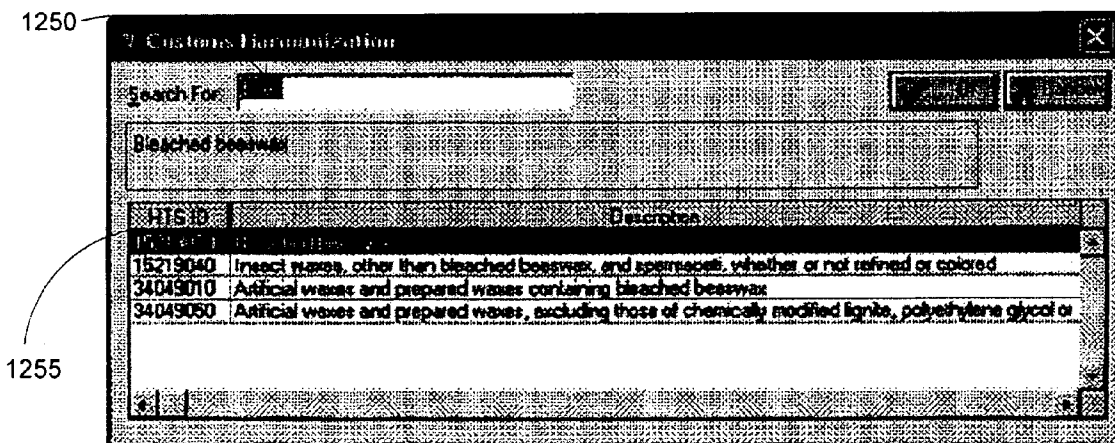 1250
? Customs Harmonization
Search For:
Bleached beeswax
HTS ID Description
15219040 Insect waxes, other than bleached beeswax, and spermaceti, whether or not refined or colored
34049010 Artificial waxes and prepared waxes containing bleached beeswax
34049050 Artificial waxes and prepared waxes, excluding those of chemically modified lignite, polyethylene glycol or
1255